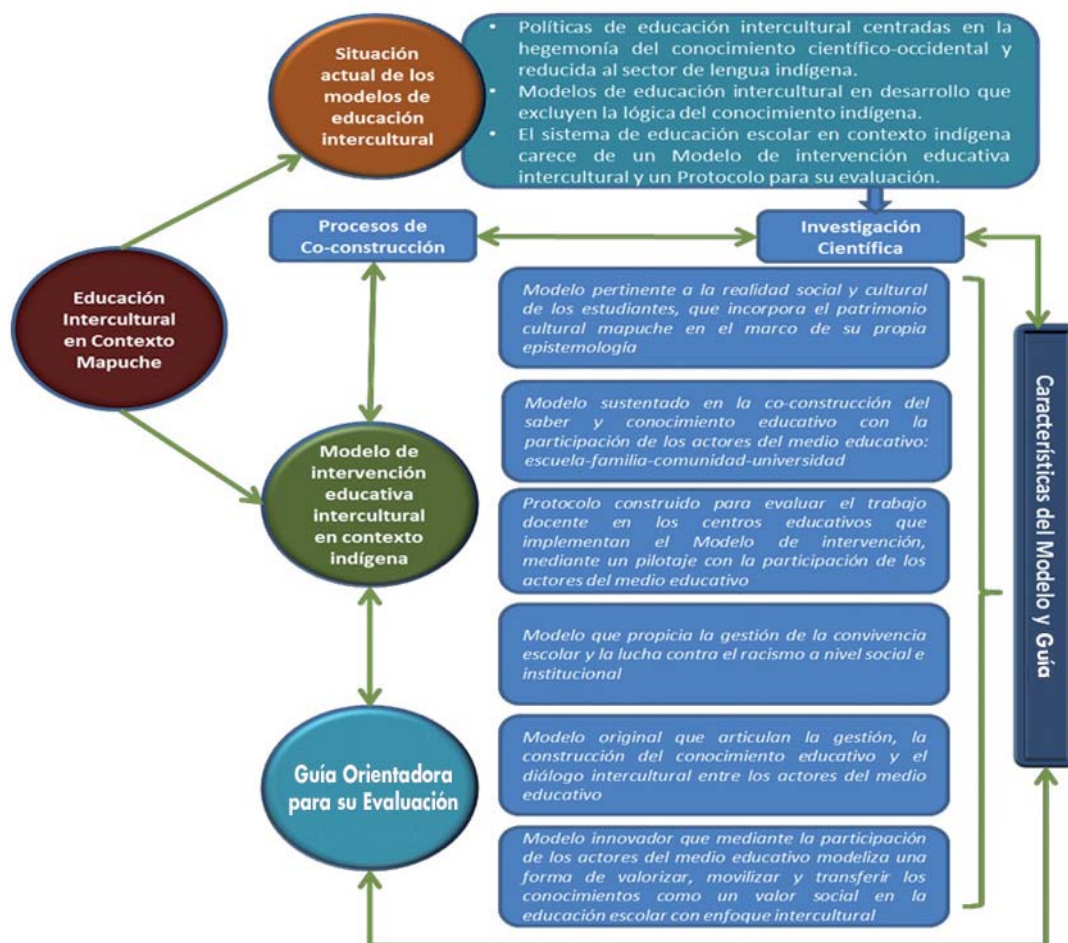 Situación
actual de los
modelos de
educación
intercultural
• Políticas de educación intercultural centradas en la
hegemonía del conocimiento científico-occidental y
reducida al sector de lengua indígena.
• Modelos de educación intercultural en desarrollo que
excluyen la lógica del conocimiento indígena.
• El sistema de educación escolar en contexto indígena
carece de un Modelo de intervención educativa
intercultural y un Protocolo para su evaluación.
Procesos de
Co-construcción
Investigación
Científica
Educación
Intercultural
en Contexto
Mapuche
Modelo pertinente a la realidad social y cultural
de los estudiantes, que incorpora el patrimonio
cultural mapuche en el marco de su propia
epistemología
Modelo sustentado en la co-construcción del
saber y conocimiento educativo con la
participación de los actores del medio educativo:
escuela-familia-comunidad-universidad
Modelo de
intervención
educativa
intercultural
en contexto
indígena
Protocolo construido para evaluar el trabajo
docente en los centros educativos que
implementan el Modelo de intervención,
mediante un pilotaje con la participación de los
actores del medio educativo
Modelo que propicia la gestión de la convivencia
escolar y la lucha contra el racismo a nivel social e
institucional
Guía Orientadora
para su Evaluación
Modelo original que articulan la gestión, la
construcción del conocimiento educativo y el
diálogo intercultural entre los actores del medio
educativo
Modelo innovador que mediante la participación
de los actores del medio educativo modeliza una
forma de valorizar, movilizar y transferir los
conocimientos como un valor social en la
educación escolar con enfoque intercultural
Características del Modelo y Guía